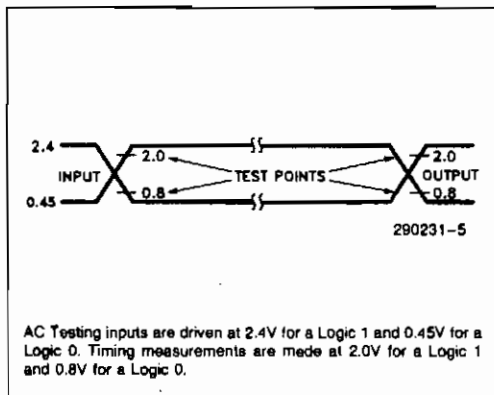 2.4
2.0
2.0
INPUT
TEST POINTS
OUTPUT
0.8
0.8
0.45
290231-5
AC Testing inputs are driven at 2.4V for a Logic 1 and 0.45V for a
Logic 0. Timing measurements are made at 2.0V for a Logic 1
and 0.8V for a Logic 0.